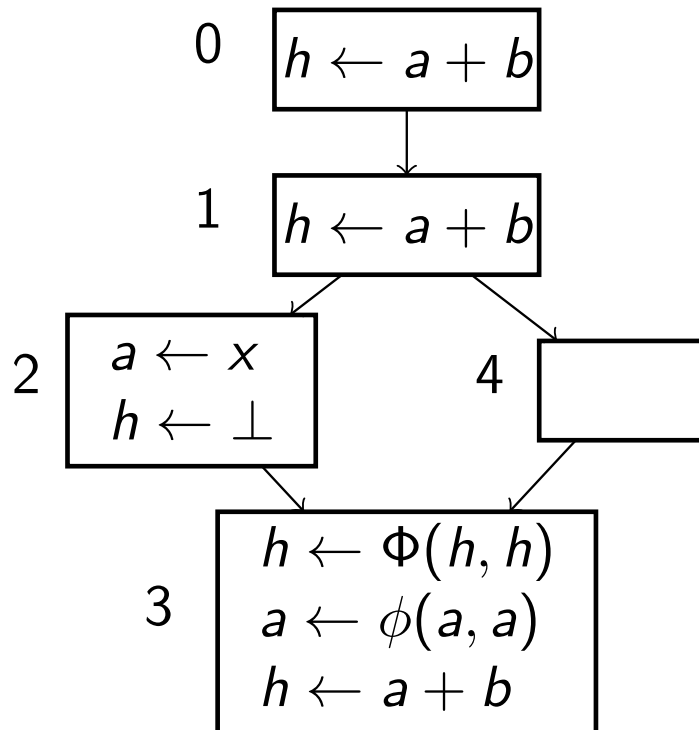 0
h ← a + b
1
h ← a + b
2
a ← x
h ← ⊥
4
3
h ← Φ(h, h)
a ← ϕ(a, a)
h ← a + b